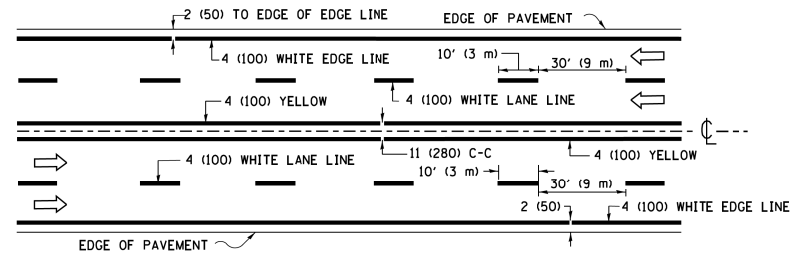 2 (50) TO EDGE OF EDGE LINE
EDGE OF PAVEMENT
4 (100) WHITE EDGE LINE
10' (3 m)
30' (9 m)
4 (100) YELLOW
4 (100) WHITE LANE LINE
℄
4 (100) WHITE LANE LINE
11 (280) C-C
4 (100) YELLOW
10' (3 m)
30' (9 m)
2 (50)
4 (100) WHITE EDGE LINE
EDGE OF PAVEMENT